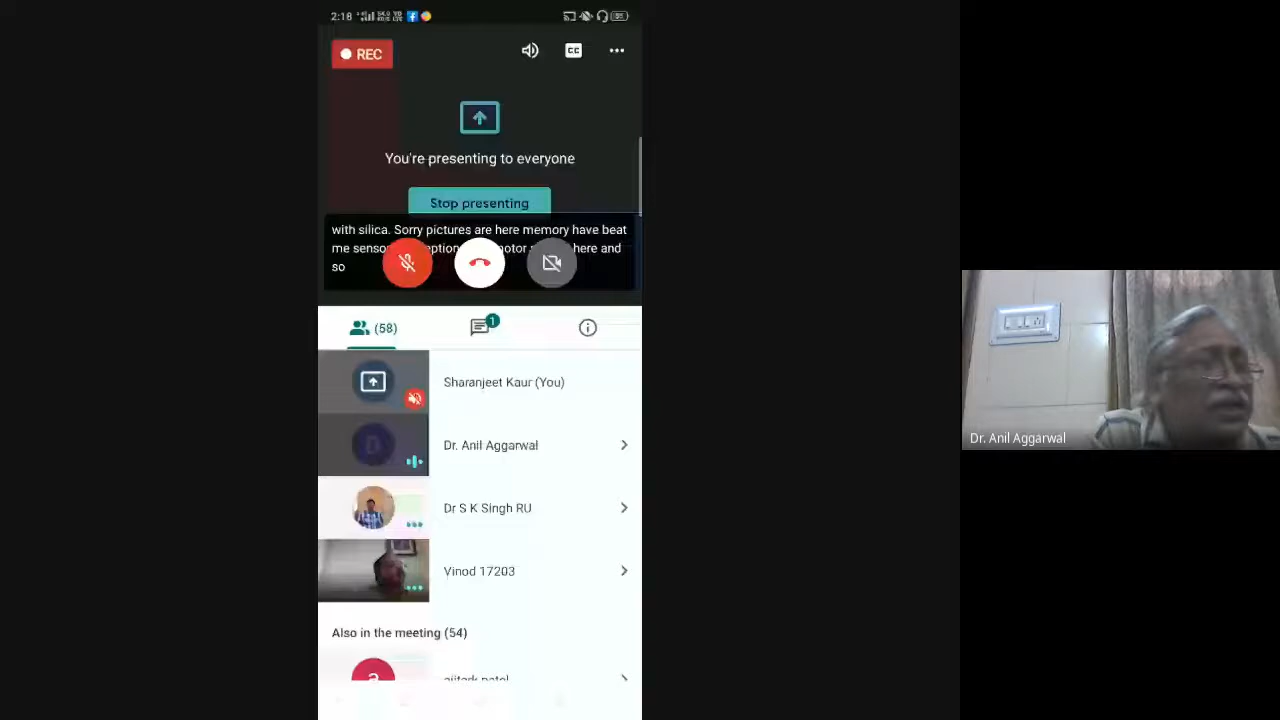 2:18
REC
CC
You're presenting to everyone
Stop presenting
with silica. Sorry pictures are here memory have beat
me here and
so
(58)
1
Sharanjeet Kaur (You)
D
Dr. Anil Aggarwal
Dr S K Singh RU
Vinod 17203
Also in the meeting (54)
a
Dr. Anil Aggarwal